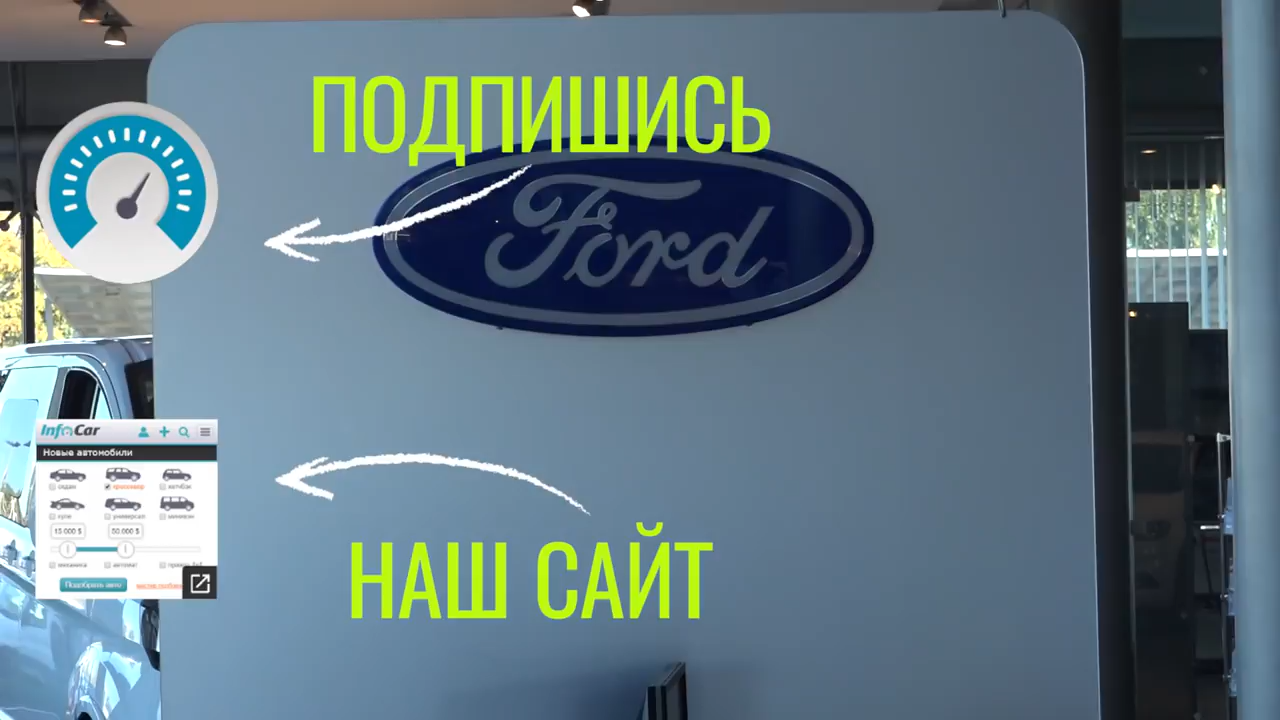 ПОДПИШИСЬ
Ford
InfoCar
Новые автомобили
седан
кроссовер
хетчбэк
купе
универсал
минивэн
15 000 $
50 000 $
механика
автомат
Подобрать авто
НАШ САЙТ